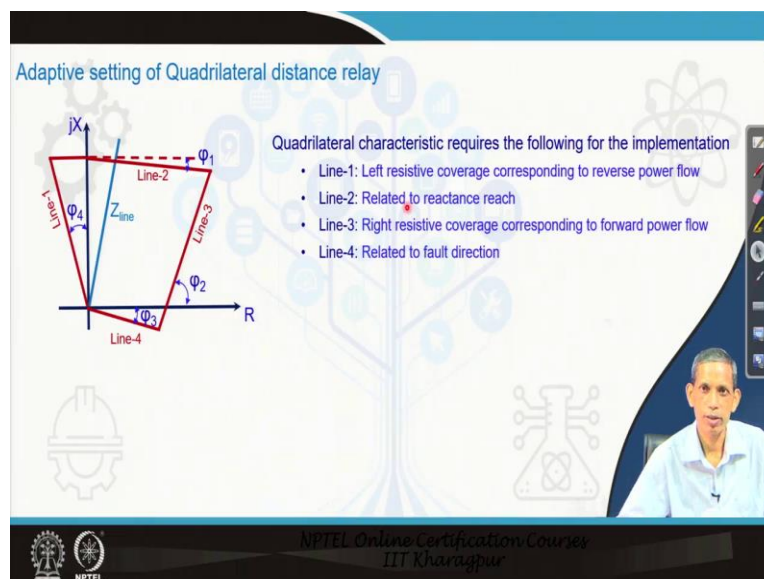 Adaptive setting of Quadrilateral distance relay
jX
φ1
Line-2
Line-1
φ4
Zline
Line-3
φ2
R
φ3
Line-4
Quadrilateral characteristic requires the following for the implementation
• Line-1: Left resistive coverage corresponding to reverse power flow
• Line-2: Related to reactance reach
• Line-3: Right resistive coverage corresponding to forward power flow
• Line-4: Related to fault direction
NPTEL Online Certification Courses
IIT Kharagpur
NPTEL